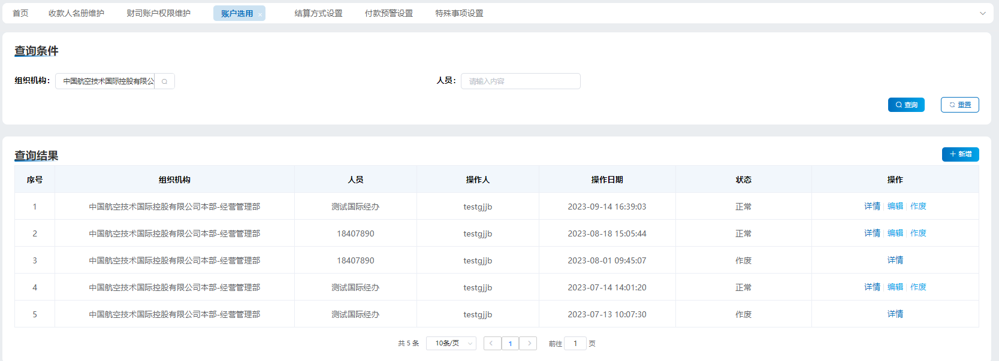 首页 收款人名册维护 财司账户权限维护 账户选用 结算方式设置 付款预警设置 特殊事项设置
查询条件
组织机构: 中国航空技术国际控股有限公 人员: 请输入内容
查询 重置
查询结果 新增
序号 组织机构 人员 操作人 操作日期 状态 操作
1 中国航空技术国际控股有限公司本部-经营管理部 测试国际经办 testgjjb 2023-09-14 16:39:03 正常 详情 编辑 作废
2 中国航空技术国际控股有限公司本部-经营管理部 18407890 testgjjb 2023-08-18 15:05:44 正常 详情 编辑 作废
3 中国航空技术国际控股有限公司本部-经营管理部 18407890 testgjjb 2023-08-01 09:45:07 作废 详情
4 中国航空技术国际控股有限公司本部-经营管理部 测试国际经办 testgjjb 2023-07-14 14:01:20 正常 详情 编辑 作废
5 中国航空技术国际控股有限公司本部-经营管理部 测试国际经办 testgjjb 2023-07-13 10:07:30 作废 详情
共 5 条 10条/页 1 前往 1 页